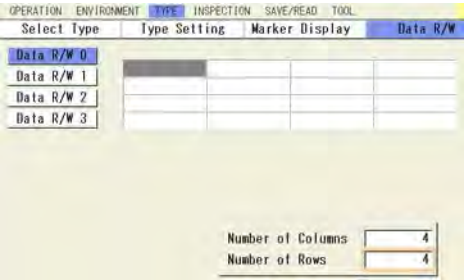 OPERATION ENVIRONMENT TYPE INSPECTION SAVE/READ TOOL
Select Type Type Setting Marker Display Data R/W
Data R/W 0
Data R/W 1
Data R/W 2
Data R/W 3
Number of Columns 4
Number of Rows 4